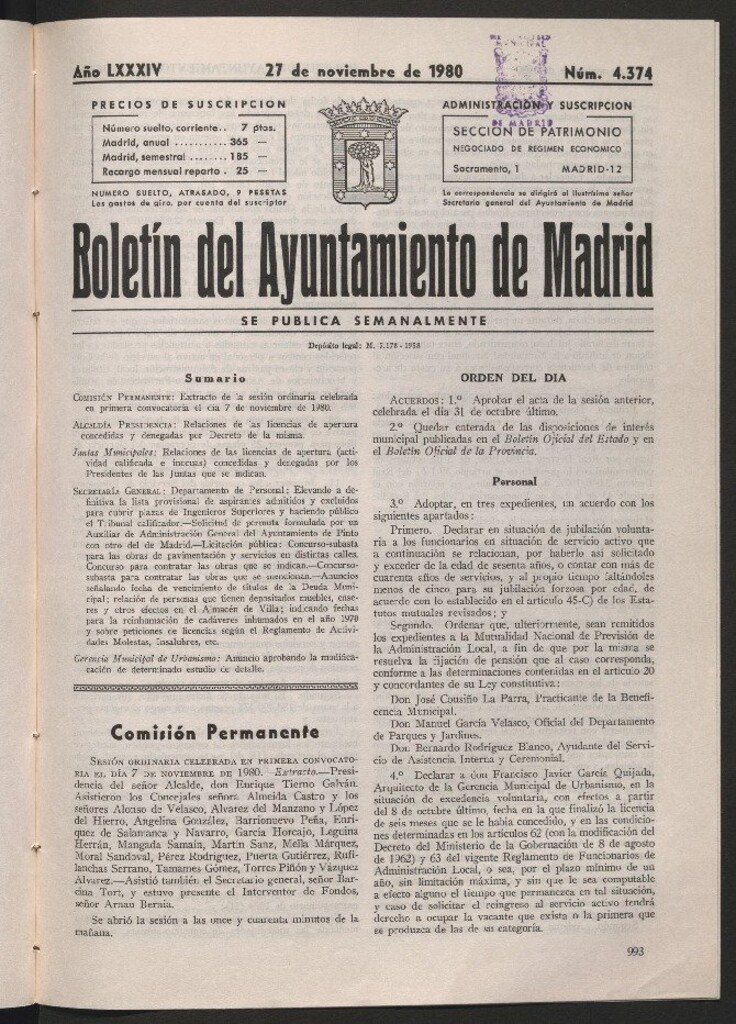 Año LXXXIV
27 de noviembre de 1980
Núm. 4.374
PRECIOS DE SUSCRIPCION
Número suelto, corriente.. 7 ptas.
Madrid, anual ........... 365 —
Madrid, semestral ........ 185 —
Recargo mensual reparto . 25 —
NUMERO SUELTO, ATRASADO, 9 PESETAS
Los gastos de giro, por cuenta del suscriptor
ADMINISTRACION Y SUSCRIPCION
DE MADRID
SECCION DE PATRIMONIO
NEGOCIADO DE REGIMEN ECONOMICO
Sacramento, 1 MADRID-12
La correspondencia se dirigirá al ilustrísimo señor
Secretario general del Ayuntamiento de Madrid
Boletín del Ayuntamiento de Madrid
SE PUBLICA SEMANALMENTE
Depósito legal: M. 7.178 - 1958
Sumario
COMISIÓN PERMANENTE: Extracto de la sesión ordinaria celebrada
en primera convocatoria el día 7 de noviembre de 1980.
ALCALDÍA PRESIDENCIA: Relaciones de las licencias de apertura
concedidas y denegadas por Decreto de la misma.
Juntas Municipales: Relaciones de las licencias de apertura (acti-
vidad calificada e inocuas) concedidas y denegadas por los
Presidentes de las Juntas que se indican.
SECRETARÍA GENERAL: Departamento de Personal: Elevando a de-
finitiva la lista provisional de aspirantes admitidos y excluidos
para cubrir plazas de Ingenieros Superiores y haciendo público
el Tribunal calificador.—Solicitud de permuta formulada por un
Auxiliar de Administración General del Ayuntamiento de Pinto
con otro del de Madrid.—Licitación pública: Concurso-subasta
para las obras de pavimentación y servicios en distintas calles.
Concurso para contratar las obras que se indican.—Concurso-
subasta para contratar las obras que se mencionan.—Anuncios
señalando fecha de vencimiento de títulos de la Deuda Muni-
cipal; relación de personas que tienen depositados muebles, ense-
res y otros efectos en el Almacén de Villa; indicando fechas
para la reinhumación de cadáveres inhumados en el año 1970
y sobre peticiones de licencias según el Reglamento de Activi-
dades Molestas, Insalubres, etc.
Gerencia Municipal de Urbanismo: Anuncio aprobando la modifica-
cación de determinado estudio de detalle.
Comisión Permanente
SESIÓN ORDINARIA CELEBRADA EN PRIMERA CONVOCATO-
RIA EL DÍA 7 DE NOVIEMBRE DE 1980. —Extracto.—Presi-
dencia del señor Alcalde, don Enrique Tierno Galván.
Asistieron los Concejales señora Almeida Castro y los
señores Alonso de Velasco, Alvarez del Manzano y López
del Hierro, Angelina González, Barrionuevo Peña, Enrí-
quez de Salamanca y Navarro, García Horcajo, Leguina
Herrán, Mangada Samaín, Martín Sanz, Mella Márquez,
Moral Sandoval, Pérez Rodríguez, Puerta Gutiérrez, Rufi-
lanchas Serrano, Tamames Gómez, Torres Piñón y Vázquez
Alvarez.—Asistió también el Secretario general, señor Bar-
cina Tort, y estuvo presente el Interventor de Fondos,
señor Arnau Bernia.
Se abrió la sesión a las once y cuarenta minutos de la
mañana.
ORDEN DEL DIA
ACUERDOS: 1.º Aprobar el acta de la sesión anterior,
celebrada el día 31 de octubre último.
2.º Quedar enterada de las disposiciones de interés
municipal publicadas en el Boletín Oficial del Estado y en
el Boletín Oficial de la Provincia.
Personal
3.º Adoptar, en tres expedientes, un acuerdo con los
siguientes apartados:
Primero. Declarar en situación de jubilación volunta-
ria a los funcionarios en situación de servicio activo que
a continuación se relacionan, por haberlo así solicitado
y exceder de la edad de sesenta años, o contar con más de
cuarenta años de servicios, y al propio tiempo faltándoles
menos de cinco para su jubilación forzosa por edad, de
acuerdo con lo establecido en el artículo 45-C) de los Esta-
tutos mutuales revisados; y
Segundo. Ordenar que, ulteriormente, sean remitidos
los expedientes a la Mutualidad Nacional de Previsión de
la Administración Local, a fin de que por la misma se
resuelva la fijación de pensión que al caso corresponda,
conforme a las determinaciones contenidas en el artículo 20
y concordantes de su Ley constitutiva:
Don José Cousiño La Parra, Practicante de la Benefi-
cencia Municipal.
Don Manuel García Velasco, Oficial del Departamento
de Parques y Jardines.
Don Bernardo Rodríguez Blanco, Ayudante del Servi-
cio de Asistencia Interna y Ceremonial.
4.º Declarar a don Francisco Javier García Quijada,
Arquitecto de la Gerencia Municipal de Urbanismo, en la
situación de excedencia voluntaria, con efectos a partir
del 8 de octubre último, fecha en la que finalizó la licencia
de seis meses que se le había concedido, y en las condicio-
nes determinadas en los artículos 62 (con la modificación del
Decreto del Ministerio de la Gobernación de 8 de agosto
de 1962) y 63 del vigente Reglamento de Funcionarios de
Administración Local, o sea, por el plazo mínimo de un
año, sin limitación máxima, y sin que le sea computable
a efecto alguno el tiempo que permanezca en tal situación,
y caso de solicitar el reingreso al servicio activo tendrá
derecho a ocupar la vacante que exista o la primera que
se produzca de las de su categoría.
993